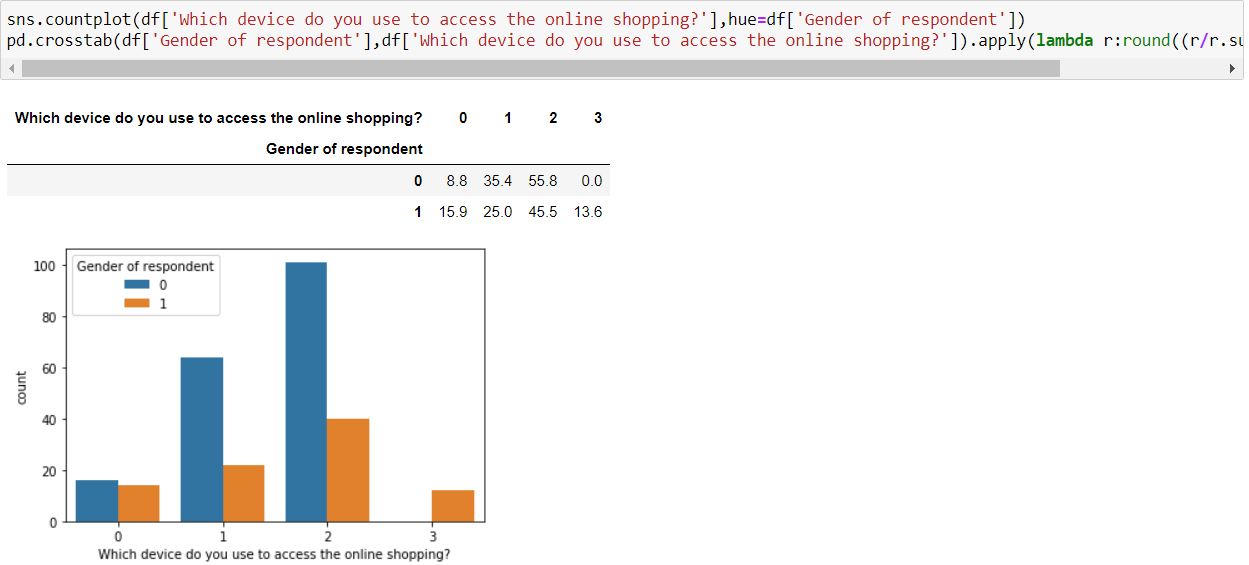 sns.countplot(df['Which device do you use to access the online shopping?'],hue=df['Gender of respondent'])
pd.crosstab(df['Gender of respondent'],df['Which device do you use to access the online shopping?']).apply(lambda r:round((r/r.su
Which device do you use to access the online shopping? 0 1 2 3
Gender of respondent
0 8.8 35.4 55.8 0.0
1 15.9 25.0 45.5 13.6
Gender of respondent
0
1
100
80
60
40
20
0
count
0 1 2 3
Which device do you use to access the online shopping?